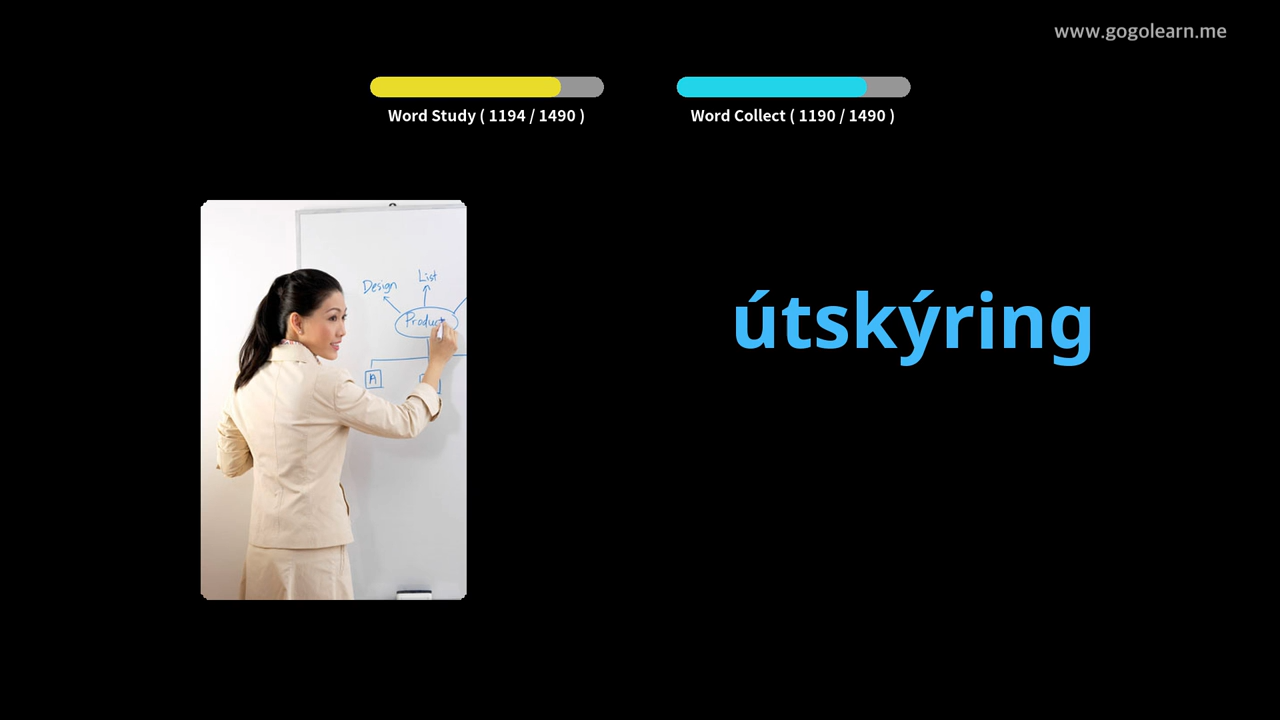 www.gogolearn.me
Word Study ( 1194 / 1490 )
Word Collect ( 1190 / 1490 )
útskýring
Design
List
Product
A